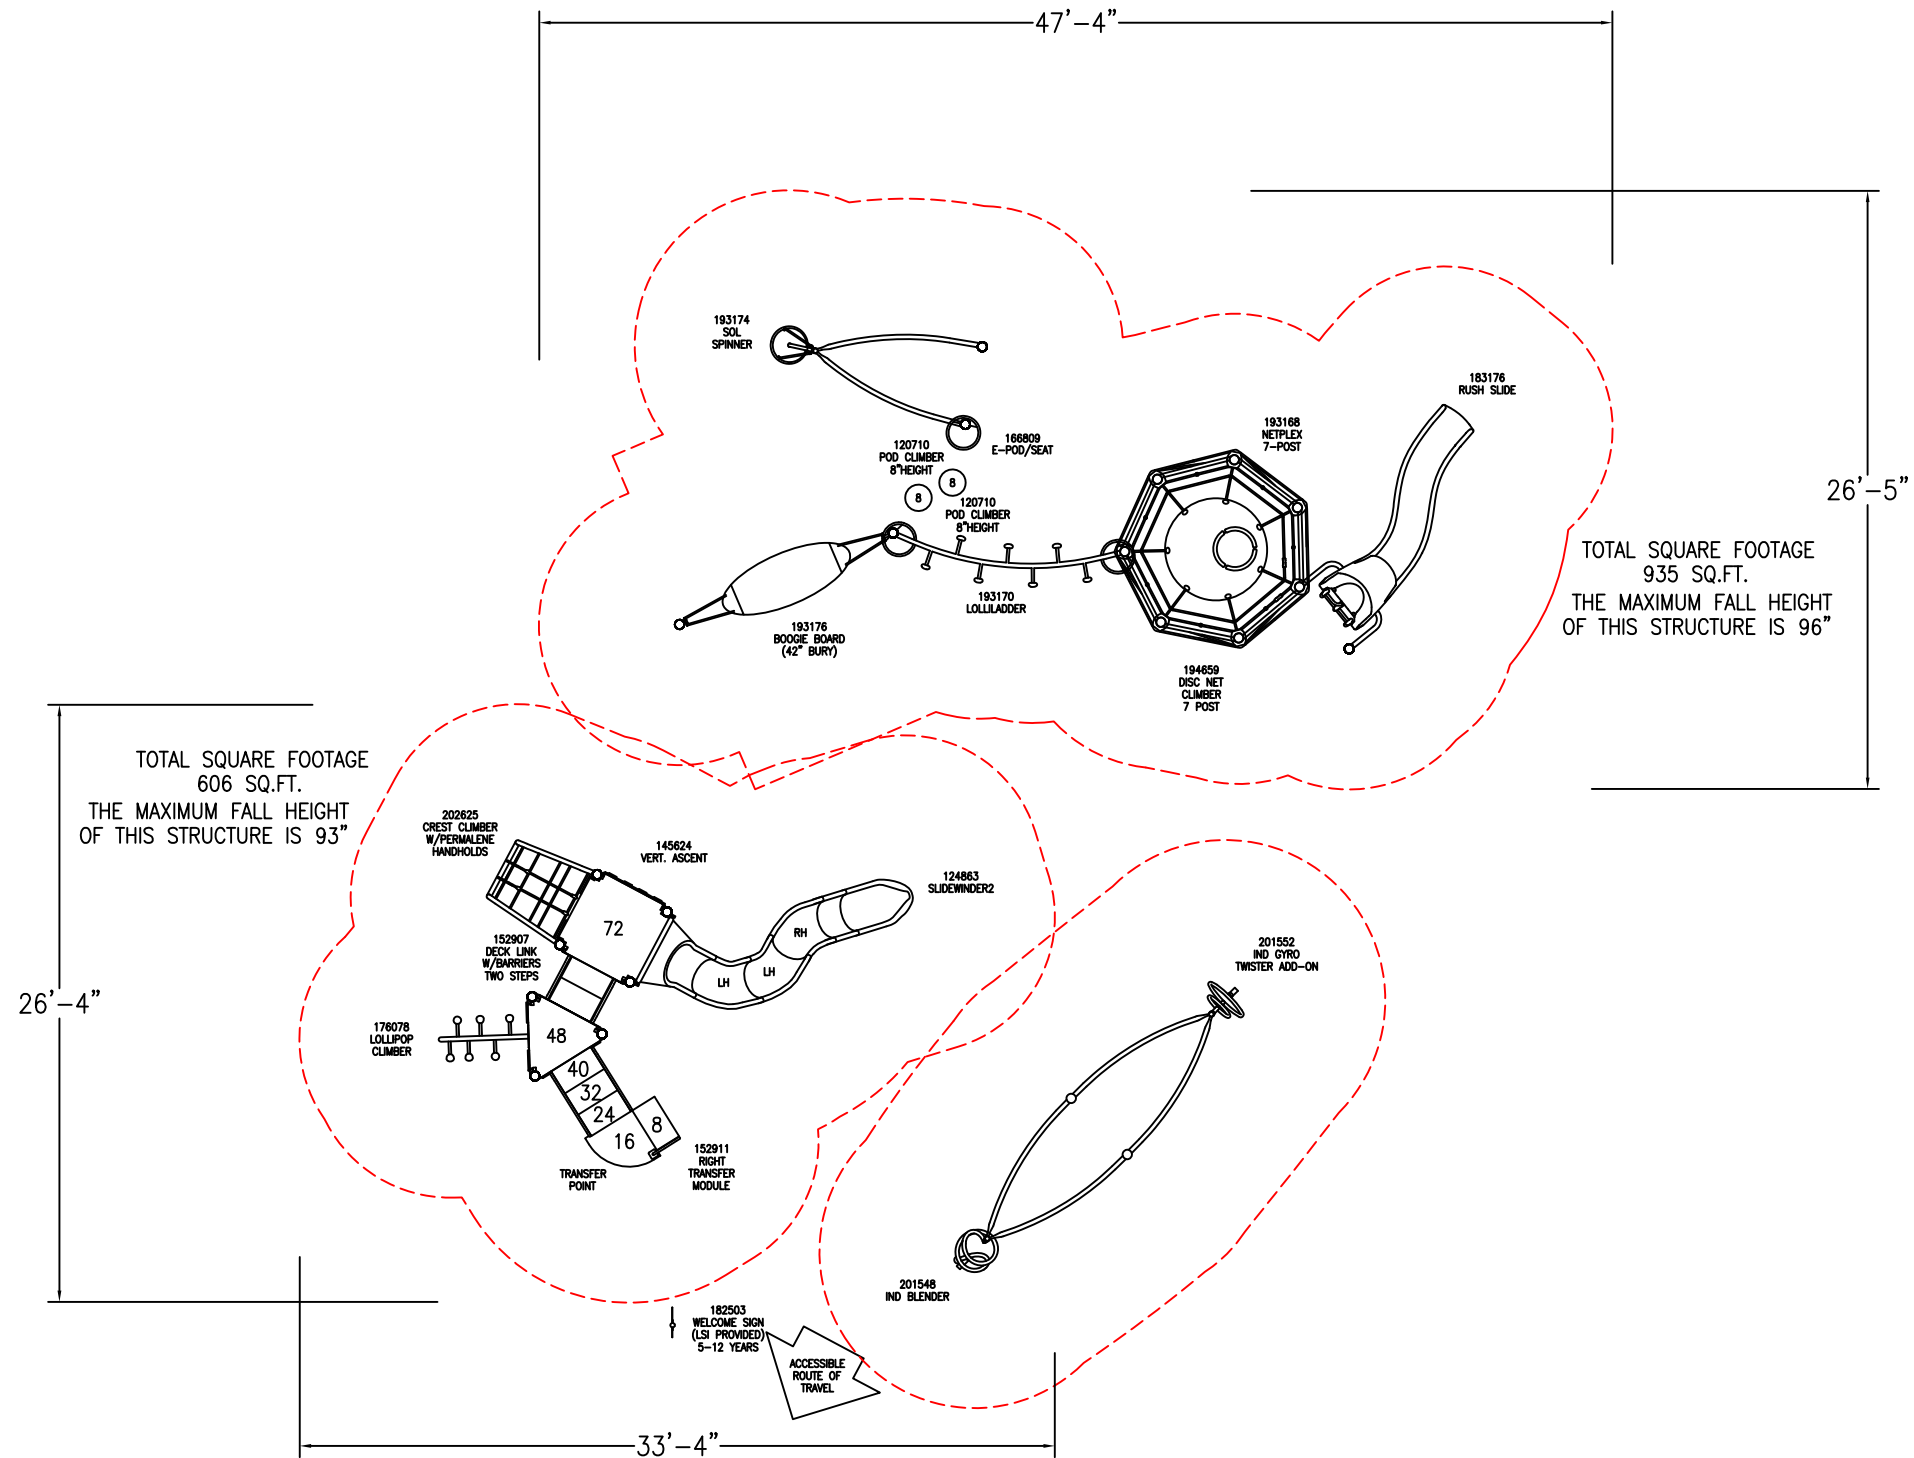 47'-4"
193174
SOL
SPINNER
183176
RUSH SLIDE
193168
NETPLEX
7-POST
166809
E-POD/SEAT
120710
POD CLIMBER
8"HEIGHT
8
8
120710
POD CLIMBER
8"HEIGHT
26'-5"
TOTAL SQUARE FOOTAGE
935 SQ.FT.
THE MAXIMUM FALL HEIGHT
OF THIS STRUCTURE IS 96"
193170
LOLLILADDER
193176
BOOGIE BOARD
(42" BURY)
194659
DISC NET
CLIMBER
7 POST
TOTAL SQUARE FOOTAGE
606 SQ.FT.
THE MAXIMUM FALL HEIGHT
OF THIS STRUCTURE IS 93"
202625
CREST CLIMBER
W/PERMALENE
HANDHOLDS
145624
VERT. ASCENT
124863
SLIDEWINDER2
72
RH
LH
LH
152907
DECK LINK
W/BARRIERS
TWO STEPS
201552
IND GYRO
TWISTER ADD-ON
26'-4"
176078
LOLLIPOP
CLIMBER
48
40
32
24
16
8
152911
RIGHT
TRANSFER
MODULE
TRANSFER
POINT
201548
IND BLENDER
182503
WELCOME SIGN
(LSI PROVIDED)
5-12 YEARS
ACCESSIBLE
ROUTE OF
TRAVEL
33'-4"